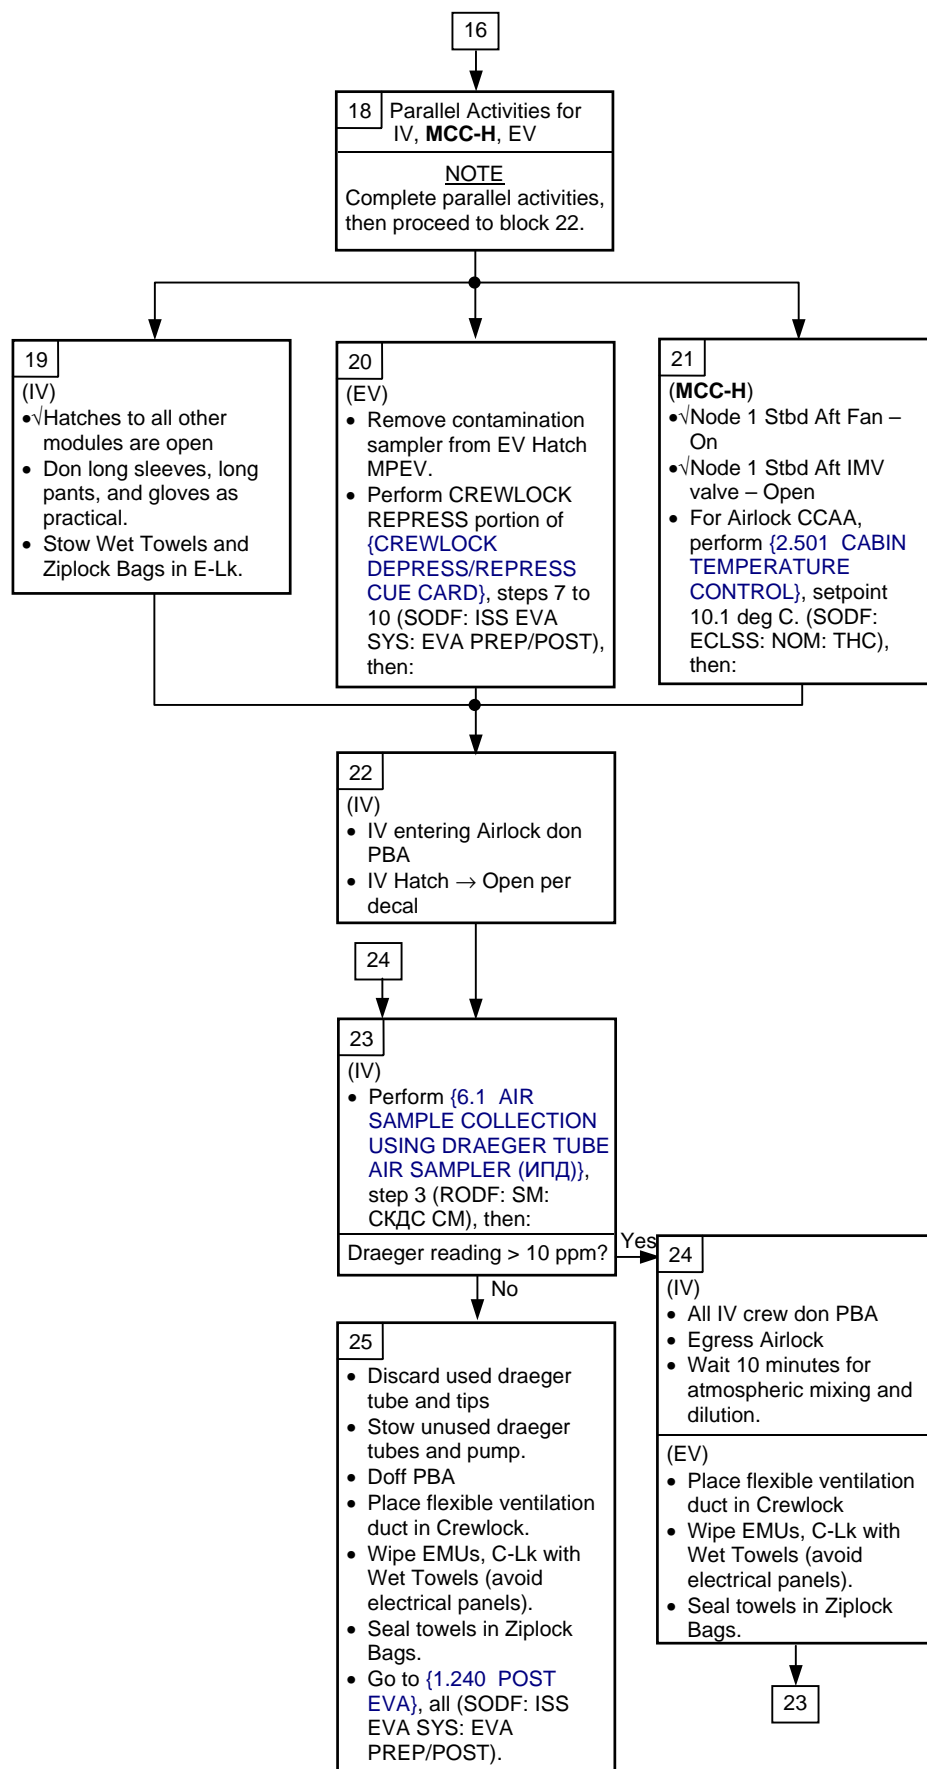 16
18 Parallel Activities for
IV, MCC-H, EV
NOTE
Complete parallel activities,
then proceed to block 22.
19
(IV)
•√Hatches to all other
modules are open
• Don long sleeves, long
pants, and gloves as
practical.
• Stow Wet Towels and
Ziplock Bags in E-Lk.
20
(EV)
• Remove contamination
sampler from EV Hatch
MPEV.
• Perform CREWLOCK
REPRESS portion of
{CREWLOCK
DEPRESS/REPRESS
CUE CARD}, steps 7 to
10 (SODF: ISS EVA
SYS: EVA PREP/POST),
then:
21
(MCC-H)
•√Node 1 Stbd Aft Fan –
On
•√Node 1 Stbd Aft IMV
valve – Open
• For Airlock CCAA,
perform {2.501 CABIN
TEMPERATURE
CONTROL}, setpoint
10.1 deg C. (SODF:
ECLSS: NOM: THC),
then:
22
(IV)
• IV entering Airlock don
PBA
• IV Hatch → Open per
decal
24
23
(IV)
• Perform {6.1 AIR
SAMPLE COLLECTION
USING DRAEGER TUBE
AIR SAMPLER (ИПД)},
step 3 (RODF: SM:
СКДС СМ), then:
Draeger reading > 10 ppm?
Yes
No
24
(IV)
• All IV crew don PBA
• Egress Airlock
• Wait 10 minutes for
atmospheric mixing and
dilution.
(EV)
• Place flexible ventilation
duct in Crewlock
• Wipe EMUs, C-Lk with
Wet Towels (avoid
electrical panels).
• Seal towels in Ziplock
Bags.
23
25
• Discard used draeger
tube and tips
• Stow unused draeger
tubes and pump.
• Doff PBA
• Place flexible ventilation
duct in Crewlock.
• Wipe EMUs, C-Lk with
Wet Towels (avoid
electrical panels).
• Seal towels in Ziplock
Bags.
• Go to {1.240 POST
EVA}, all (SODF: ISS
EVA SYS: EVA
PREP/POST).